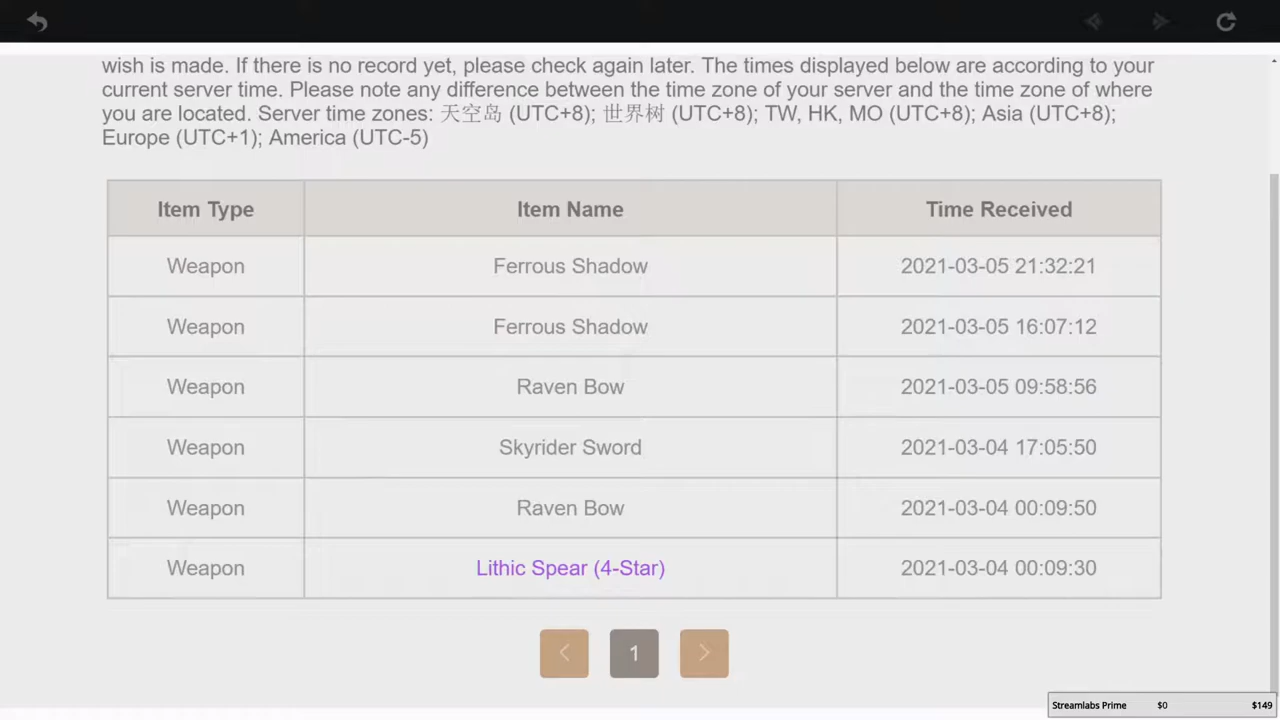 wish is made. If there is no record yet, please check again later. The times displayed below are according to your
current server time. Please note any difference between the time zone of your server and the time zone of where
you are located. Server time zones: 天空岛 (UTC+8); 世界树 (UTC+8); TW, HK, MO (UTC+8); Asia (UTC+8);
Europe (UTC+1); America (UTC-5)
Item Type Item Name Time Received
Weapon Ferrous Shadow 2021-03-05 21:32:21
Weapon Ferrous Shadow 2021-03-05 16:07:12
Weapon Raven Bow 2021-03-05 09:58:56
Weapon Skyrider Sword 2021-03-04 17:05:50
Weapon Raven Bow 2021-03-04 00:09:50
Weapon Lithic Spear (4-Star) 2021-03-04 00:09:30
1
Streamlabs Prime $0 $149